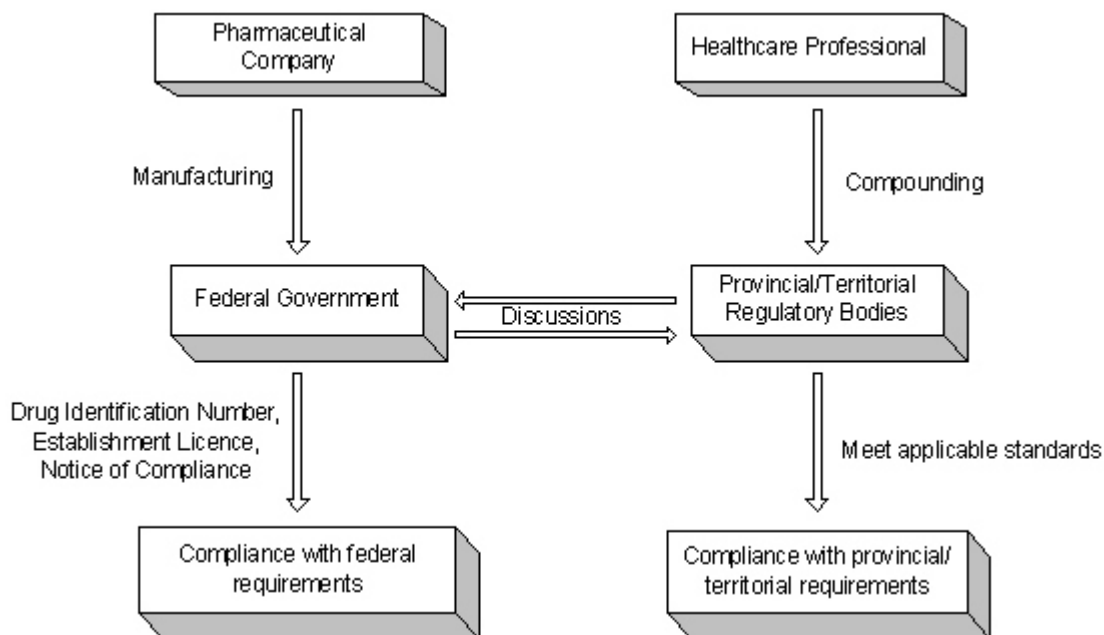 Pharmaceutical
Company
Healthcare Professional
Manufacturing
Compounding
Federal Government
Discussions
Provincial/Territorial
Regulatory Bodies
Drug Identification Number,
Establishment Licence,
Notice of Compliance
Meet applicable standards
Compliance with federal
requirements
Compliance with provincial/
territorial requirements